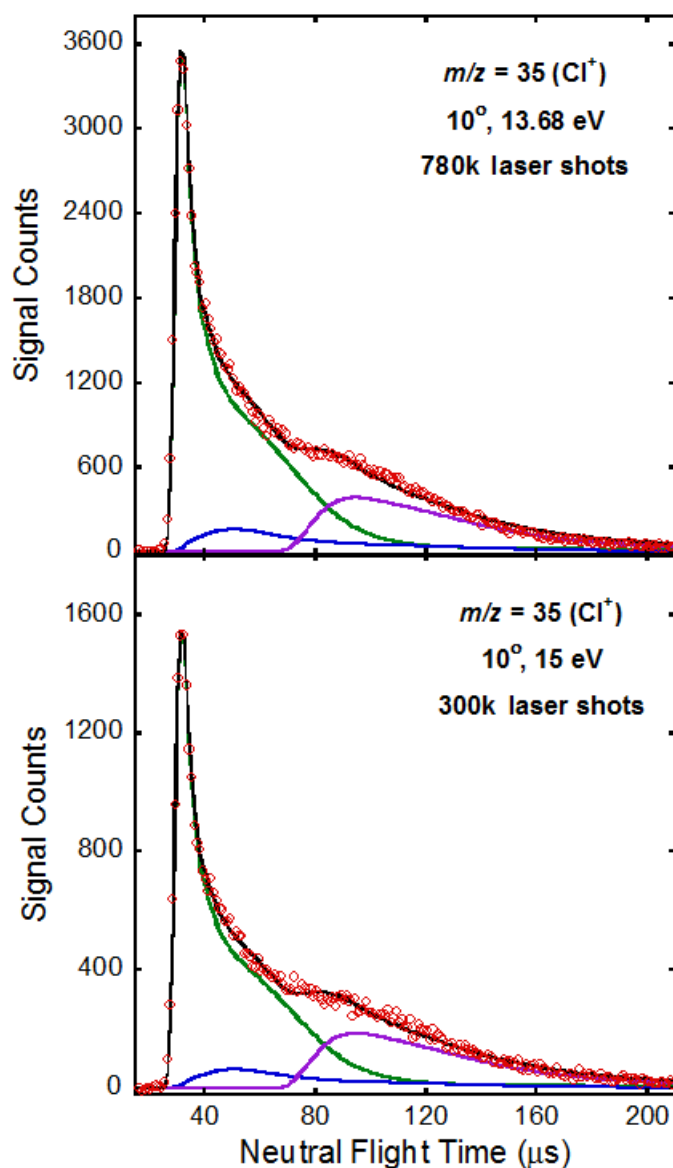 3600
3000
2400
1800
1200
600
0
Signal Counts
m/z = 35 (Cl⁺)
10°, 13.68 eV
780k laser shots
1600
1200
800
400
0
Signal Counts
m/z = 35 (Cl⁺)
10°, 15 eV
300k laser shots
40 80 120 160 200
Neutral Flight Time (μs)